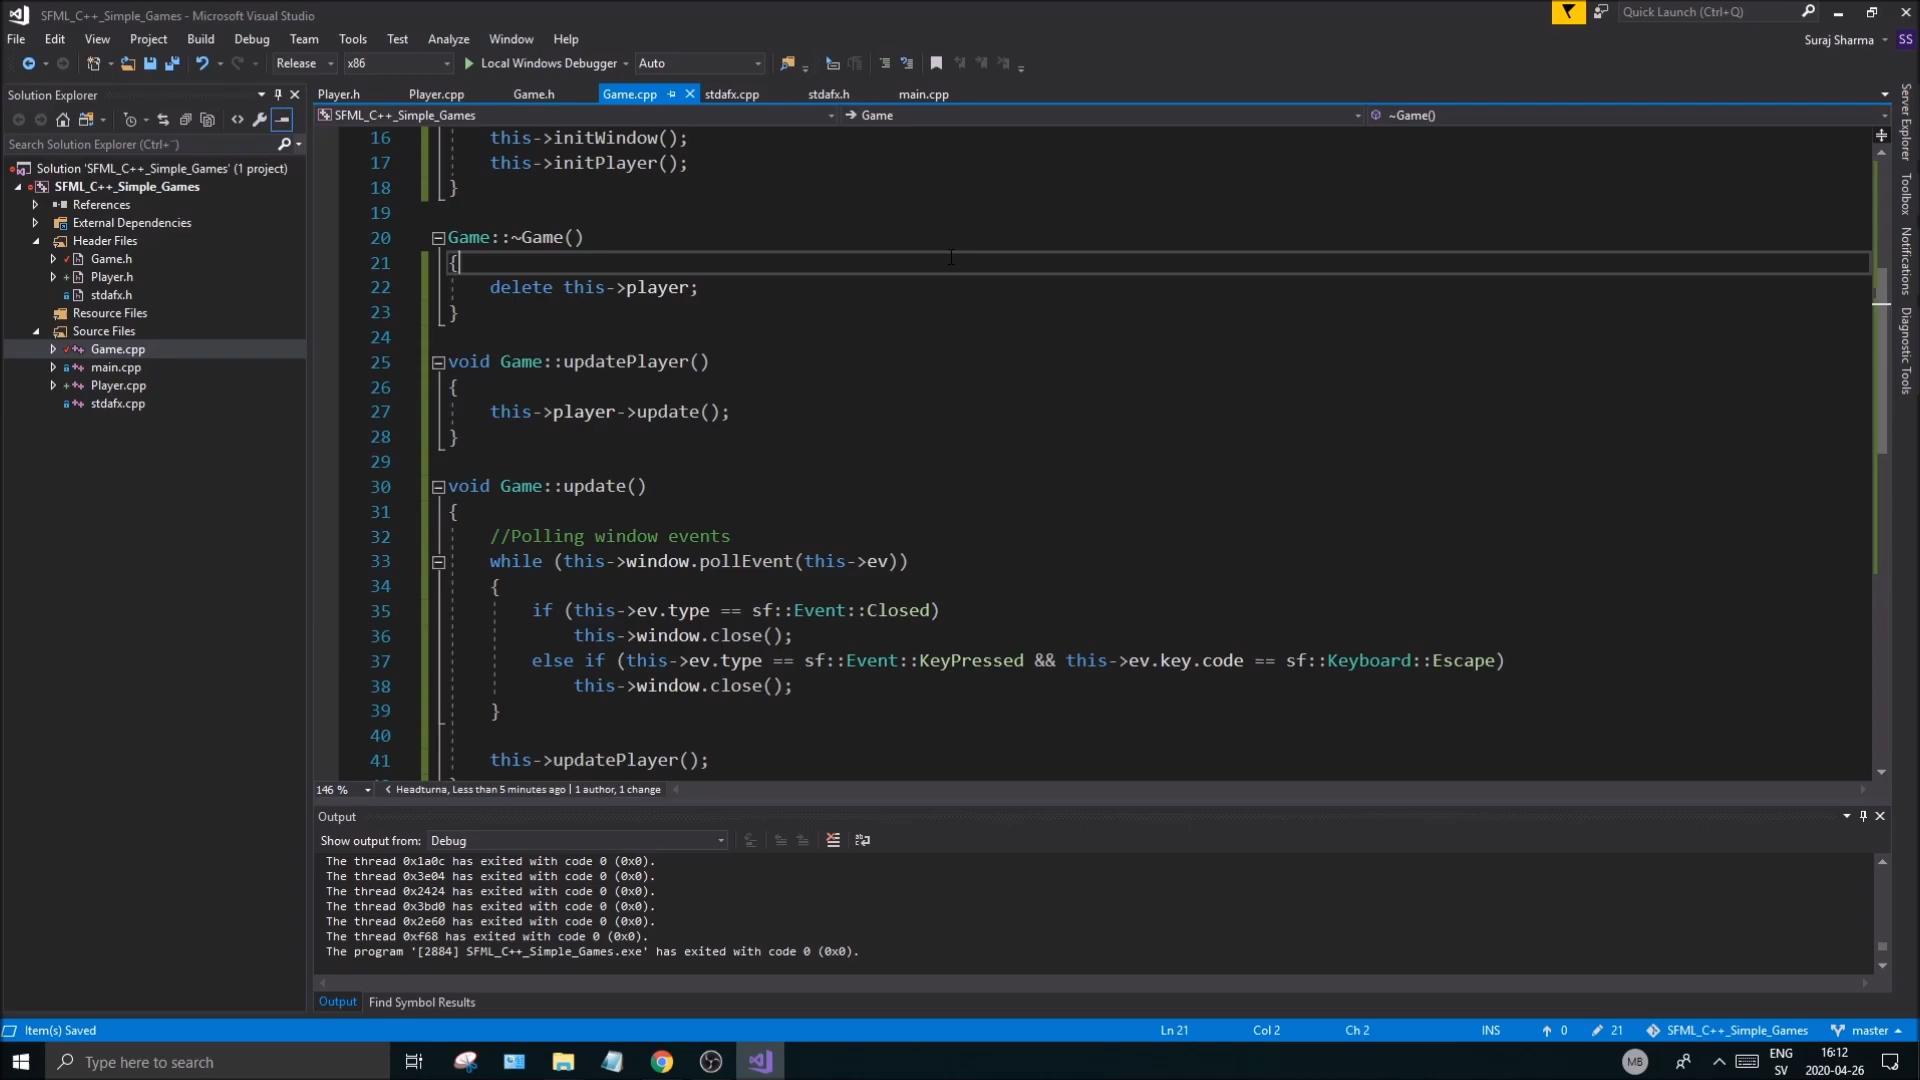 SFML_C++_Simple_Games - Microsoft Visual Studio
Quick Launch (Ctrl+Q)
File Edit View Project Build Debug Team Tools Test Analyze Window Help
Suraj Sharma SS
Release x86 Local Windows Debugger Auto
Solution Explorer
Player.h Player.cpp Game.h Game.cpp stdafx.cpp stdafx.h main.cpp
SFML_C++_Simple_Games Game ~Game()
Search Solution Explorer (Ctrl+¨)
Solution 'SFML_C++_Simple_Games' (1 project)
SFML_C++_Simple_Games
References
External Dependencies
Header Files
Game.h
Player.h
stdafx.h
Resource Files
Source Files
Game.cpp
main.cpp
Player.cpp
stdafx.cpp
16 this->initWindow();
17 this->initPlayer();
18 }
19
20 Game::~Game()
21 {
22 delete this->player;
23 }
24
25 void Game::updatePlayer()
26 {
27 this->player->update();
28 }
29
30 void Game::update()
31 {
32 //Polling window events
33 while (this->window.pollEvent(this->ev))
34 {
35 if (this->ev.type == sf::Event::Closed)
36 this->window.close();
37 else if (this->ev.type == sf::Event::KeyPressed && this->ev.key.code == sf::Keyboard::Escape)
38 this->window.close();
39 }
40
41 this->updatePlayer();
146 % Headturna, Less than 5 minutes ago | 1 author, 1 change
Server Explorer
Toolbox
Notifications
Diagnostic Tools
Output
Show output from: Debug
The thread 0x1a0c has exited with code 0 (0x0).
The thread 0x3e04 has exited with code 0 (0x0).
The thread 0x2424 has exited with code 0 (0x0).
The thread 0x3bd0 has exited with code 0 (0x0).
The thread 0x2e60 has exited with code 0 (0x0).
The thread 0xf68 has exited with code 0 (0x0).
The program '[2884] SFML_C++_Simple_Games.exe' has exited with code 0 (0x0).
Output Find Symbol Results
Item(s) Saved Ln 21 Col 2 Ch 2 INS 0 21 SFML_C++_Simple_Games master
Type here to search
MB
ENG
SV
16:12
2020-04-26